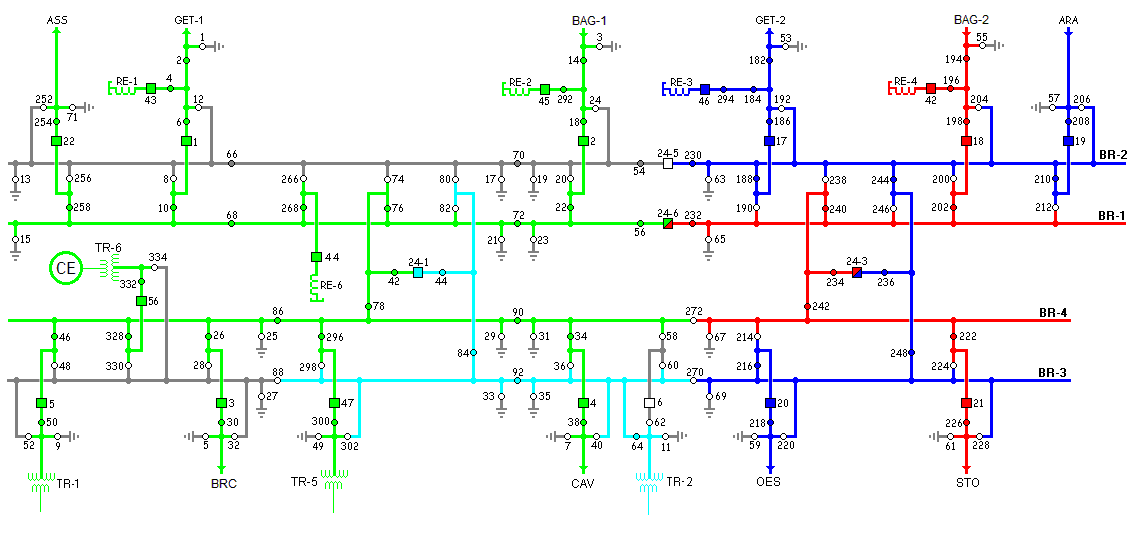 ASS GET-1 BAG-1 GET-2 BAG-2 ARA
1 3 53 55
2 14 182 194
RE-1 4 RE-2 RE-3 RE-4 196
43 45 292 46 294 184 42
252 71 12 24 192 204 57 206
254 6 18 186 198 208
22 1 2 17 18 19
66 70 24-5 230 BR-2
54
13 256 8 266 74 80 17 19 20 63 188 238 244 200 210
258 10 268 76 82 22 190 240 246 202 212
68 72 24-6 232 BR-1
56
15 21 23 65
TR-6 334 44 24-1 24-3
CE 332 42 44 234 236
56 RE-6
78 242
86 90 272 BR-4
46 328 26 25 296 29 31 34 58 67 214 222
84 248
48 330 28 298 36 60 216 224
88 92 270 BR-3
27 33 35 69
5 3 47 4 6 20 21
50 30 300 38 62 218 226
52 9 5 32 49 302 7 40 64 11 59 220 61 228
TR-1 BRC TR-5 CAV TR-2 OES STO